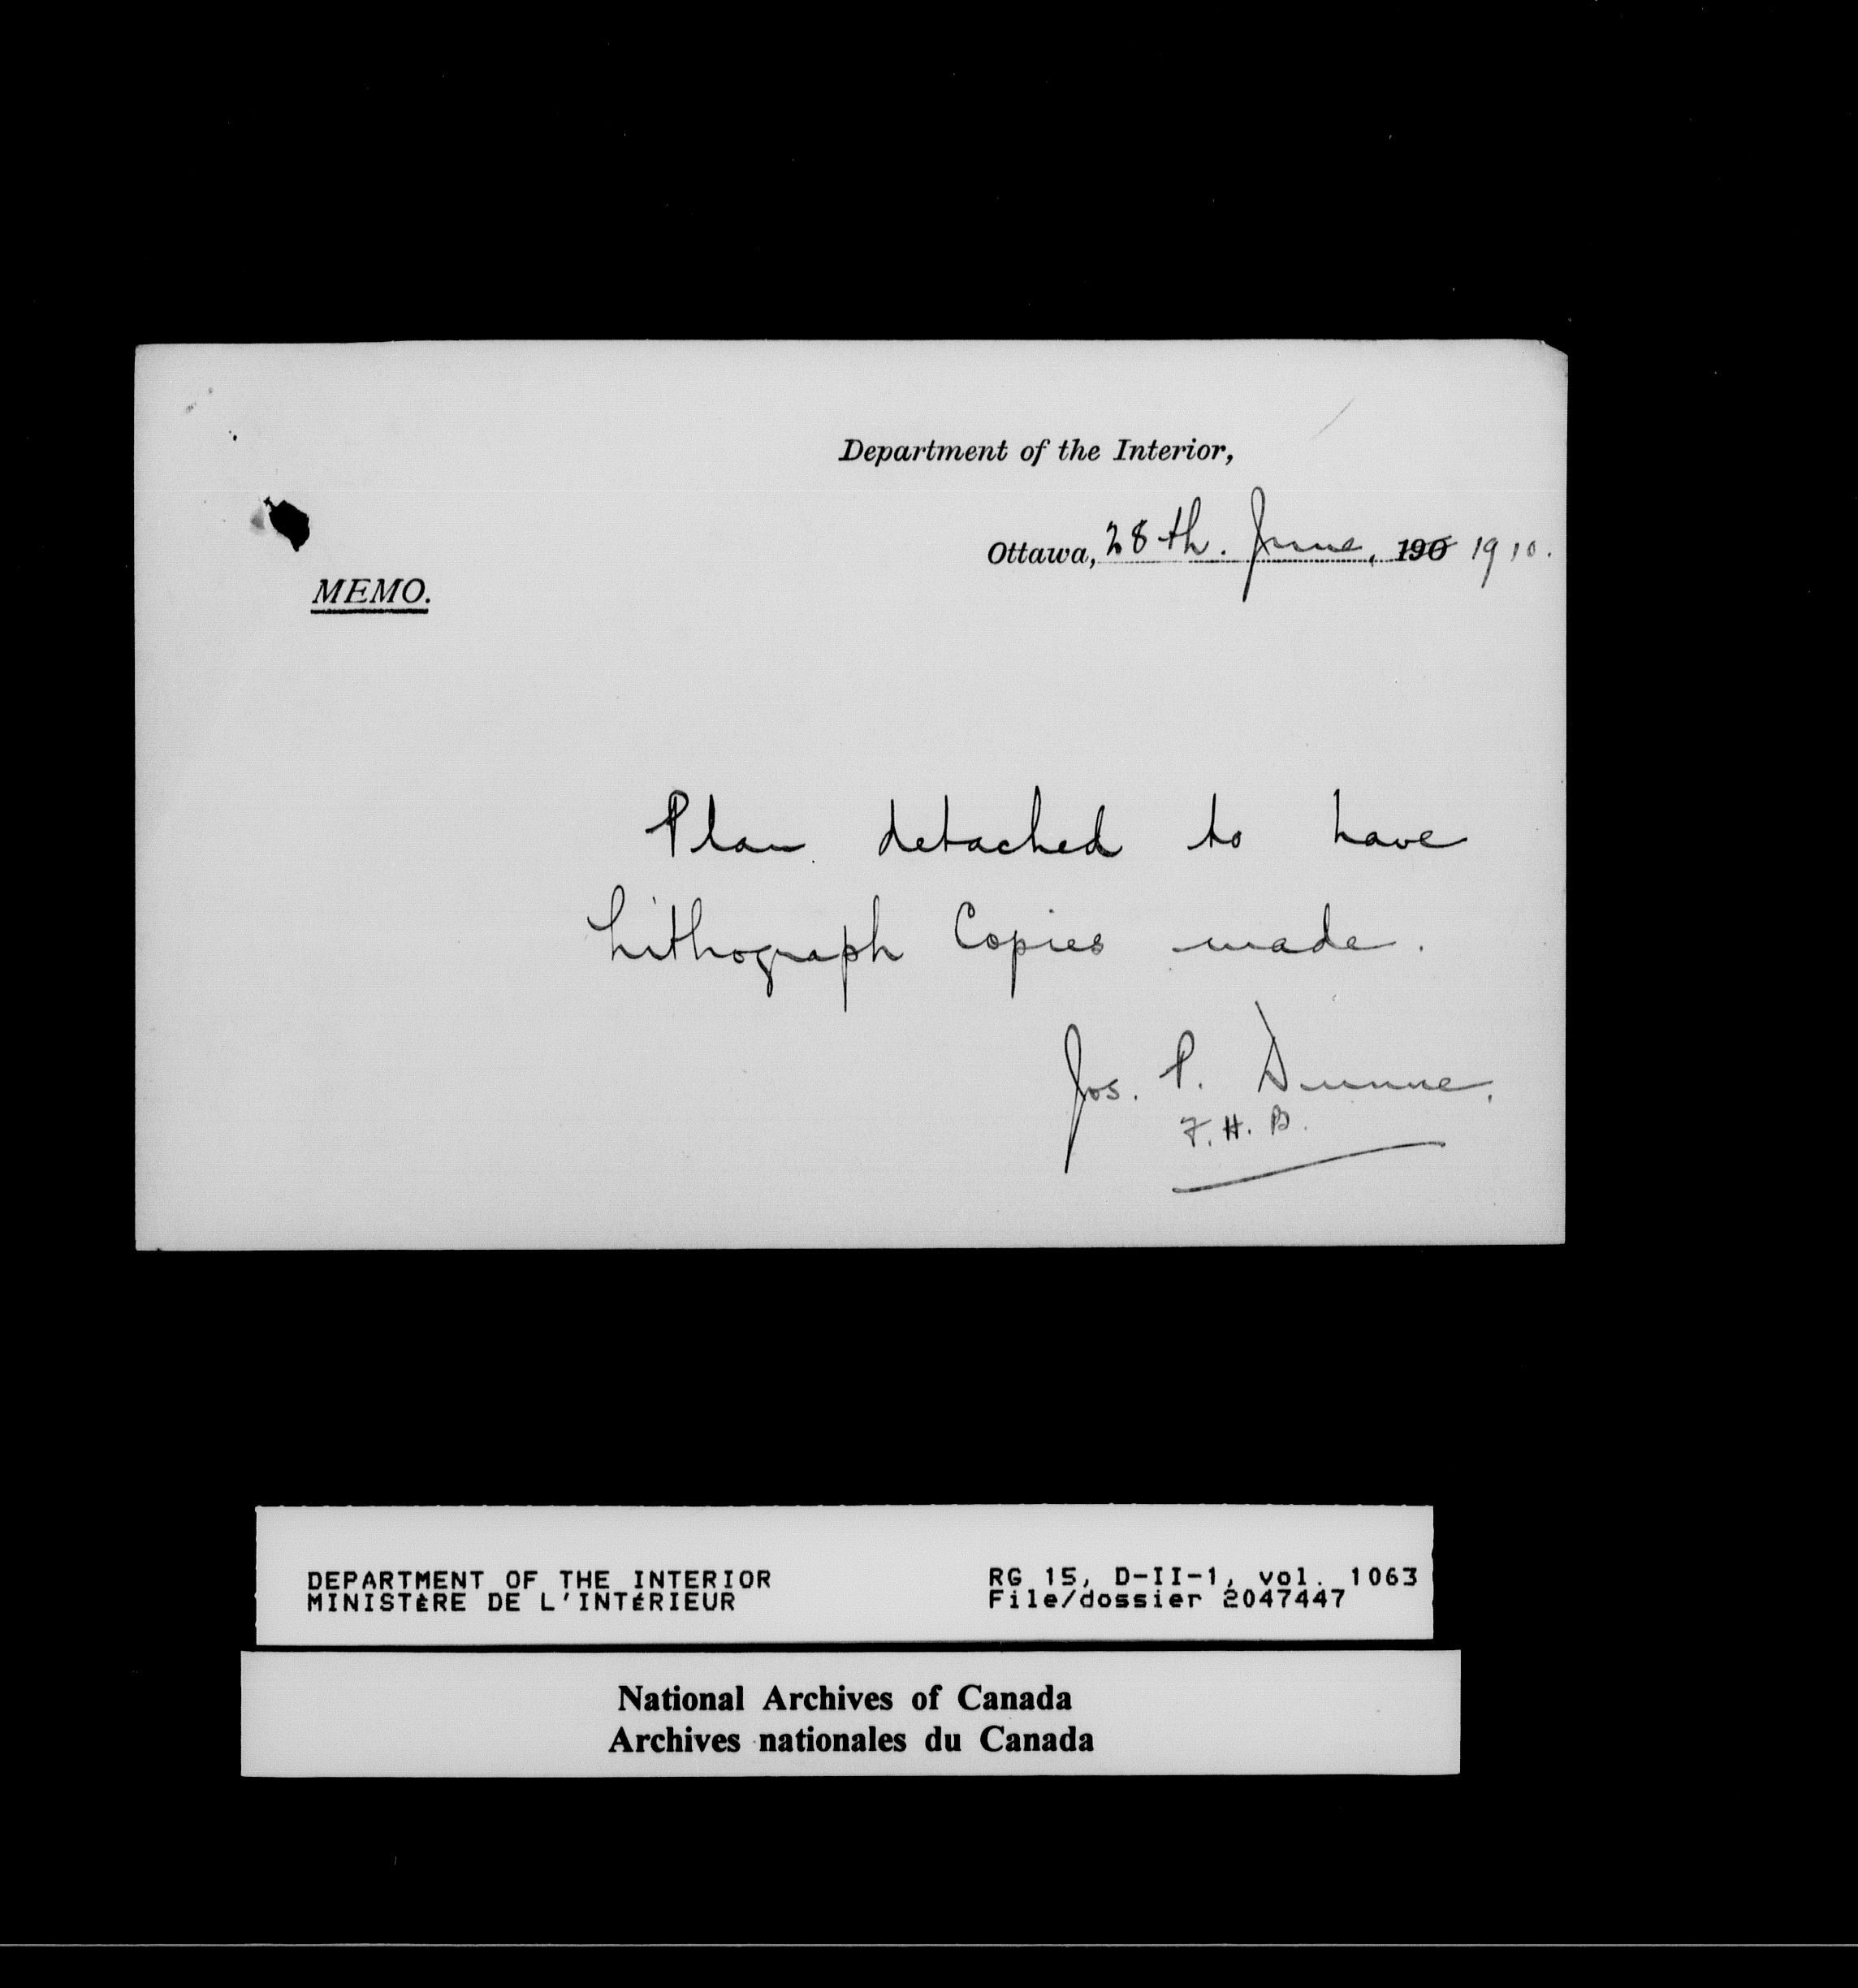 Department of the Interior,
Ottawa, 28th. June, 190 1910.
MEMO.
Plan detached to have
Lithograph Copies made.
Jos. P. Dunne.
F. H. B.
DEPARTMENT OF THE INTERIOR
MINISTÈRE DE L'INTÉRIEUR
RG 15, D-II-1, vol. 1063
File/dossier 2047447
National Archives of Canada
Archives nationales du Canada